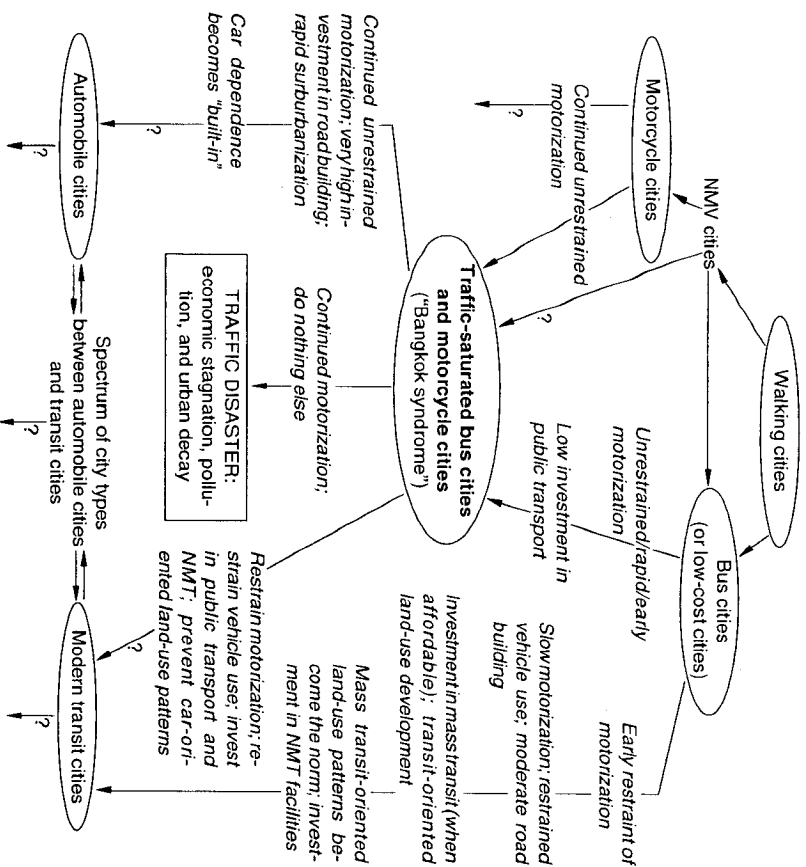 Walking cities
NMV cities
Motorcycle cities
Bus cities
(or low-cost cities)
Continued unrestrained
motorization
?
?
Unrestrained/rapid/early
motorization
Low investment in
public transport
Early restraint of
motorization
Slow motorization; restrained
vehicle use; moderate road
building
Investment in mass transit (when
affordable); transit-oriented
land-use development
Mass transit-oriented
land-use patterns be-
come the norm; invest-
ment in NMT facilities
Traffic-saturated bus cities
and motorcycle cities
("Bangkok syndrome")
Continued unrestrained
motorization; very high in-
vestment in road building;
rapid surburbanization
?
Car dependence
becomes "built-in"
Continued motorization;
do nothing else
TRAFFIC DISASTER:
economic stagnation, pollu-
tion, and urban decay
Restrain motorization; re-
strain vehicle use; invest
in public transport and
NMT; prevent car-ori-
ented land-use patterns
?
Automobile cities
?
Spectrum of city types
between automobile cities
and transit cities
?
Modern transit cities
?